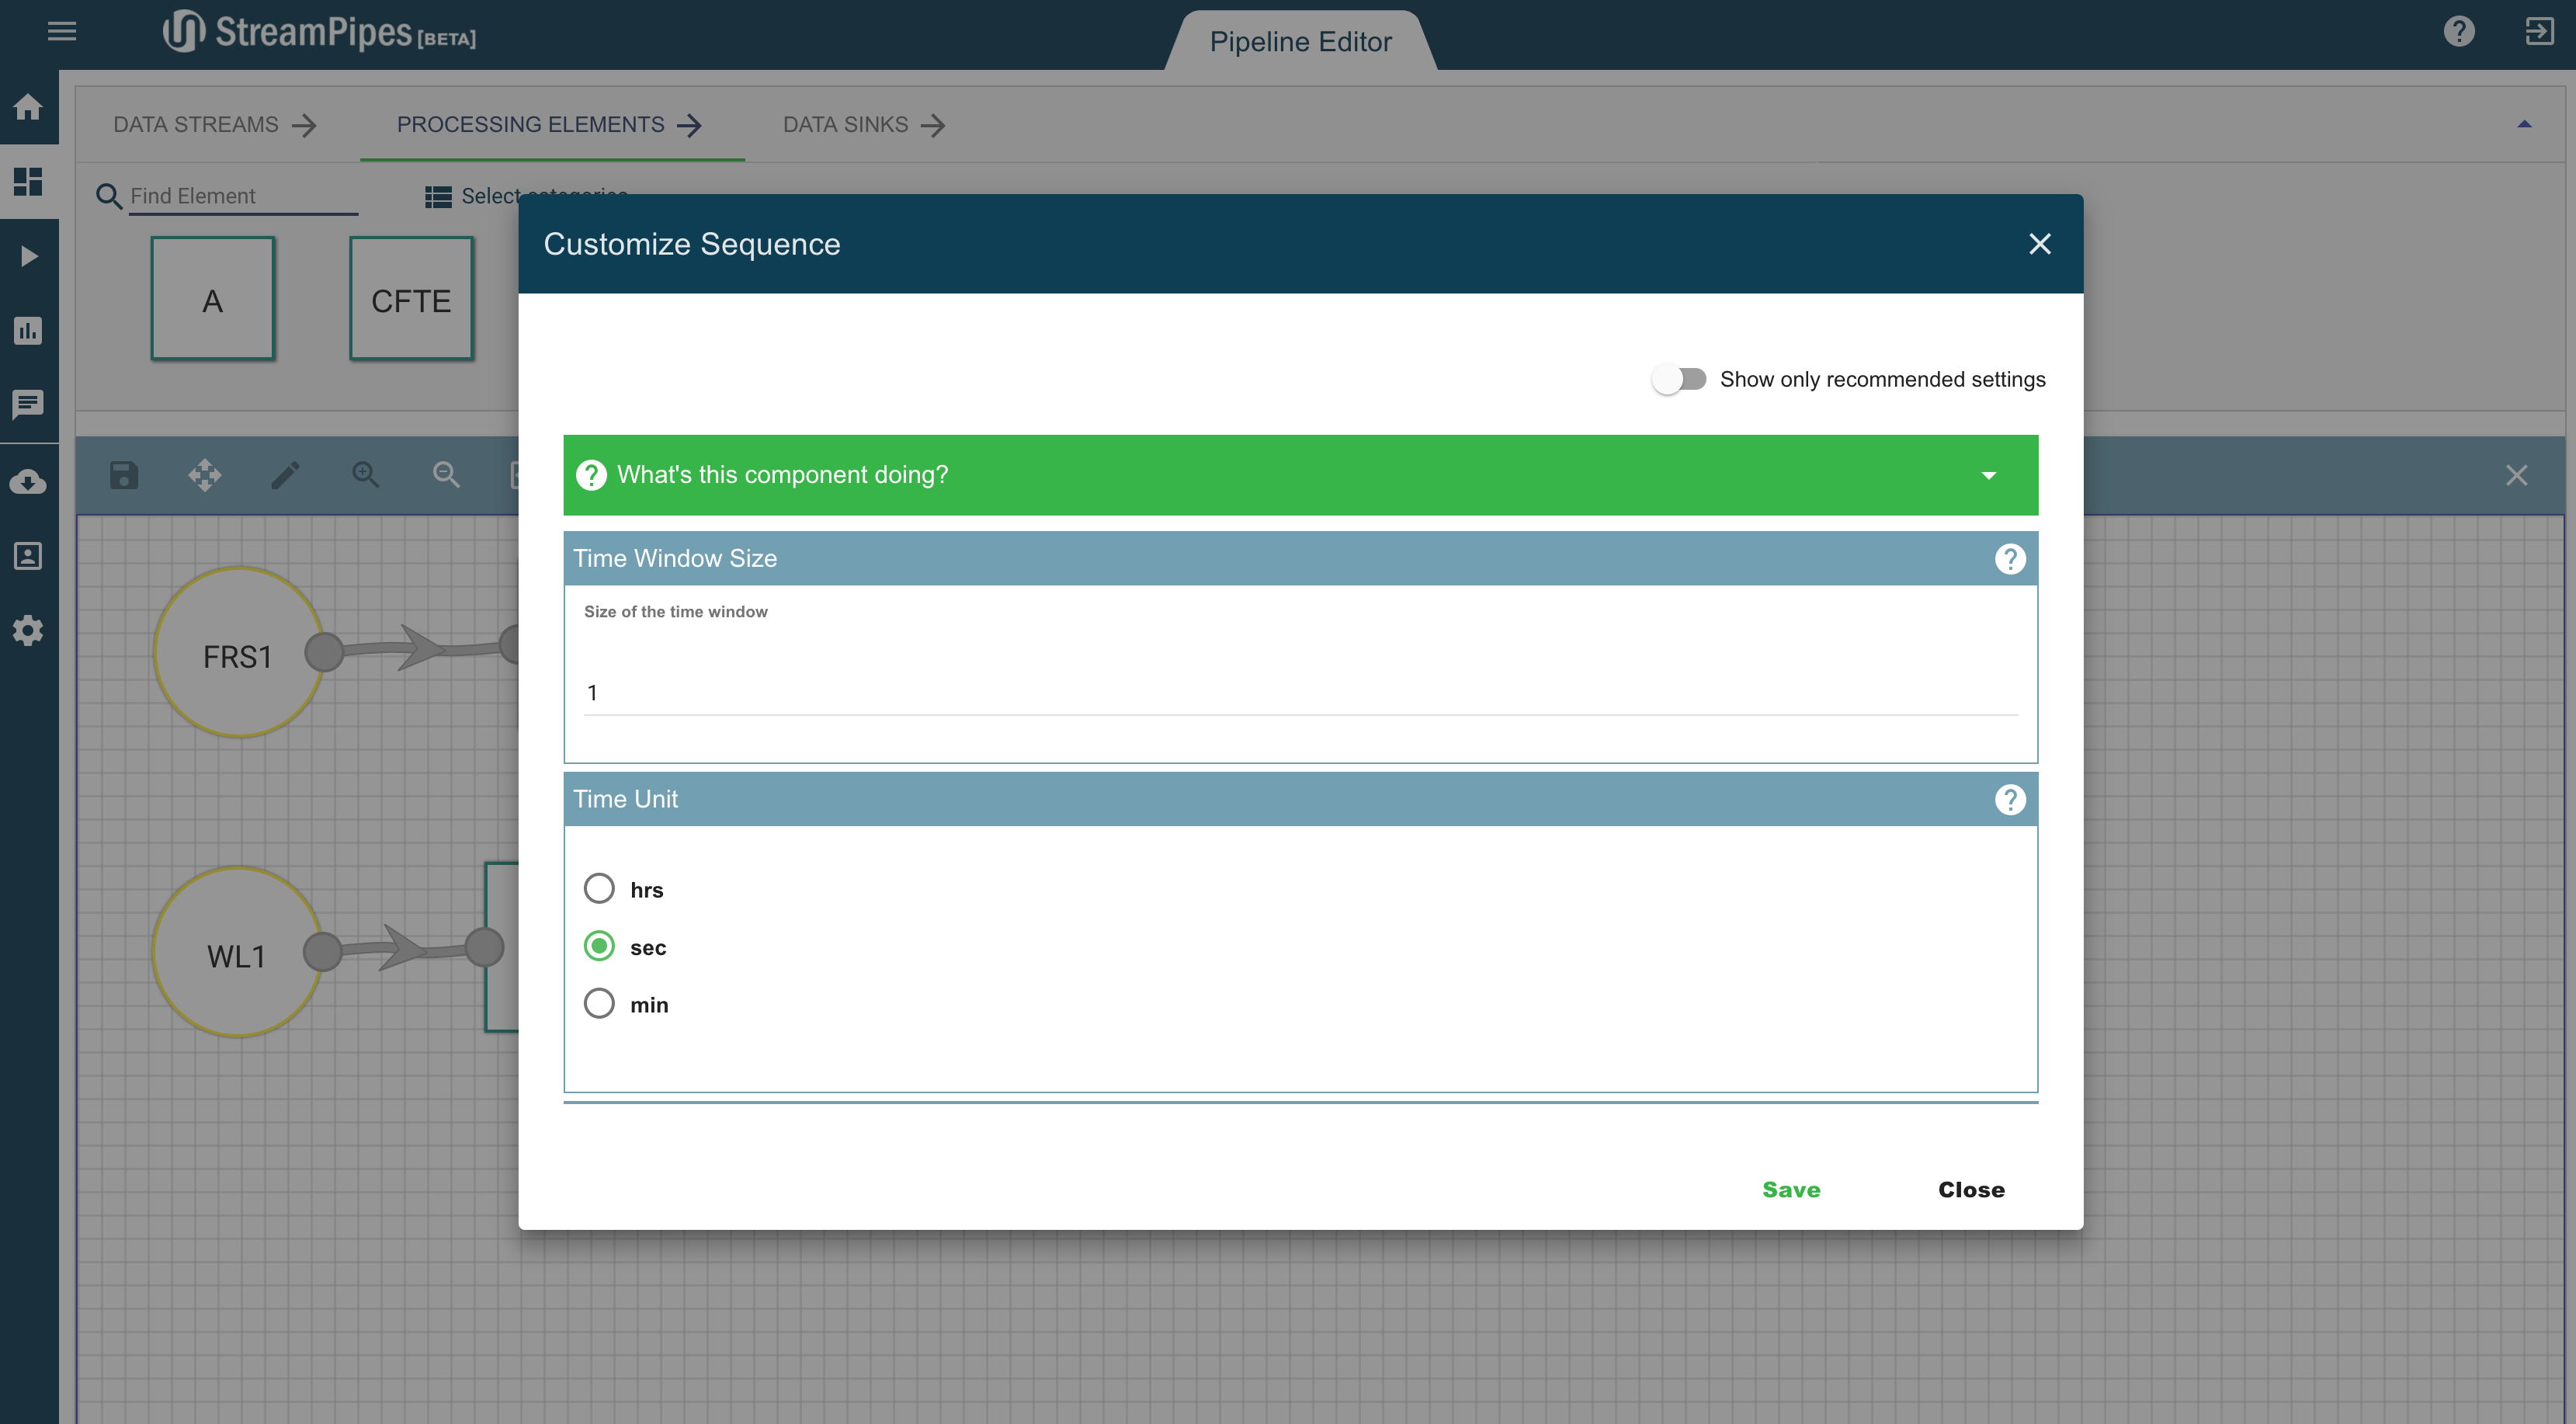 StreamPipes [BETA]
Pipeline Editor
DATA STREAMS
PROCESSING ELEMENTS
DATA SINKS
Find Element
Select categories
A
CFTE
Customize Sequence
Show only recommended settings
What's this component doing?
Time Window Size
Size of the time window
1
Time Unit
hrs
sec
min
Save
Close
FRS1
WL1